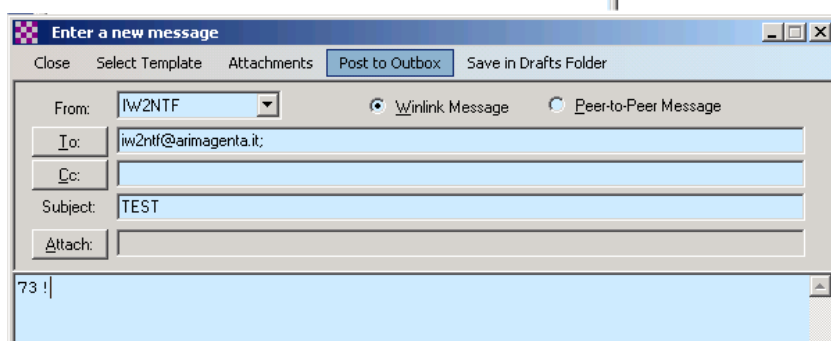 Enter a new message
Close Select Template Attachments Post to Outbox Save in Drafts Folder
From: IW2NTF Winlink Message Peer-to-Peer Message
To: iw2ntf@arimagenta.it;
Cc:
Subject: TEST
Attach:
73 !